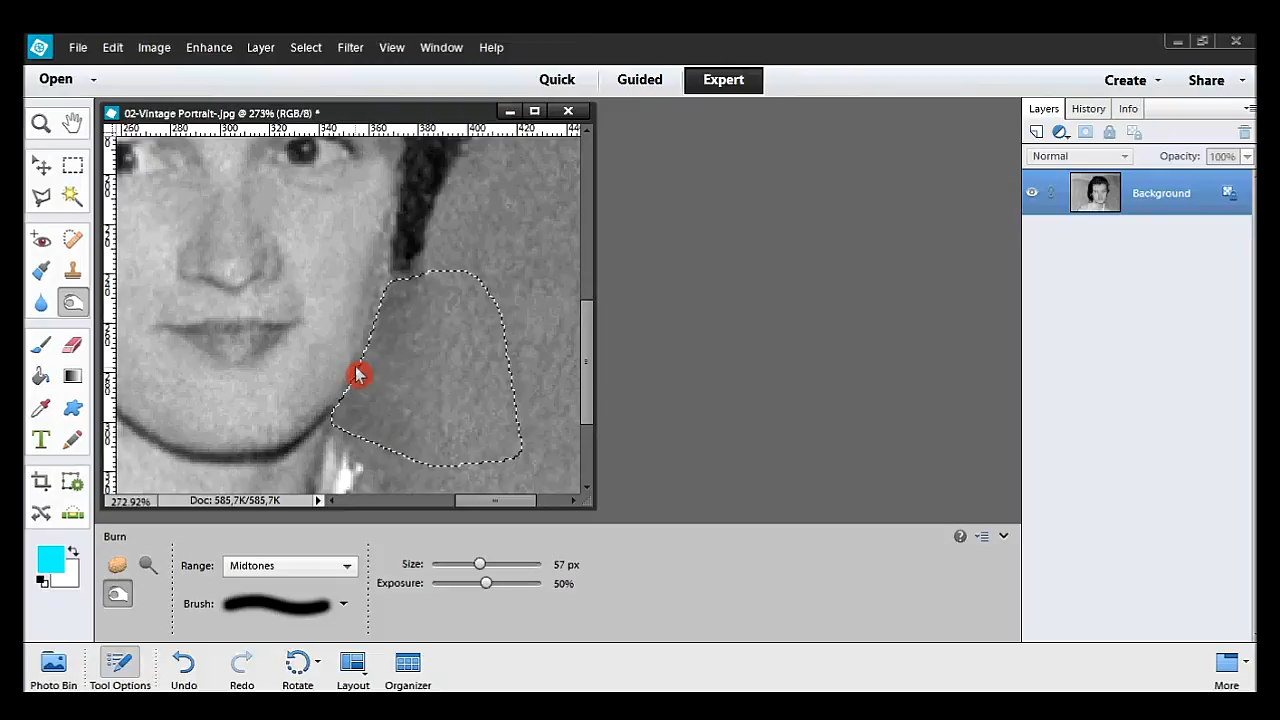 File Edit Image Enhance Layer Select Filter View Window Help
Open Quick Guided Expert Create Share
02-Vintage Portrait-.jpg @ 273% (RGB/8) *
Layers History Info
260 280 300 320 340 360 380 400 420 44
Normal Opacity: 100%
Background
272,92% Doc: 585,7K/585,7K
Burn
Range: Midtones Size: 57 px
Exposure: 50%
Brush:
Photo Bin Tool Options Undo Redo Rotate Layout Organizer More